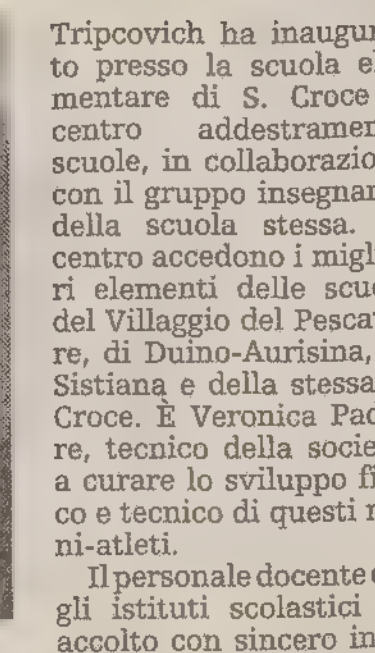 Tripcovich ha inaugur
to presso la scuola el
mentare di S. Croce
centro addestramen
scuole, in collaborazio
con il gruppo insegnan
della scuola stessa.
centro accedono i migli
ri elementi delle scuo
del Villaggio del Pescat
re, di Duino-Aurisina,
Sistiana e della stessa
Croce. È Veronica Pad
re, tecnico della socie
a curare lo sviluppo fi
co e tecnico di questi m
ni-atleti.
Il personale docente d
gli istituti scolastici
accolto con sincero in